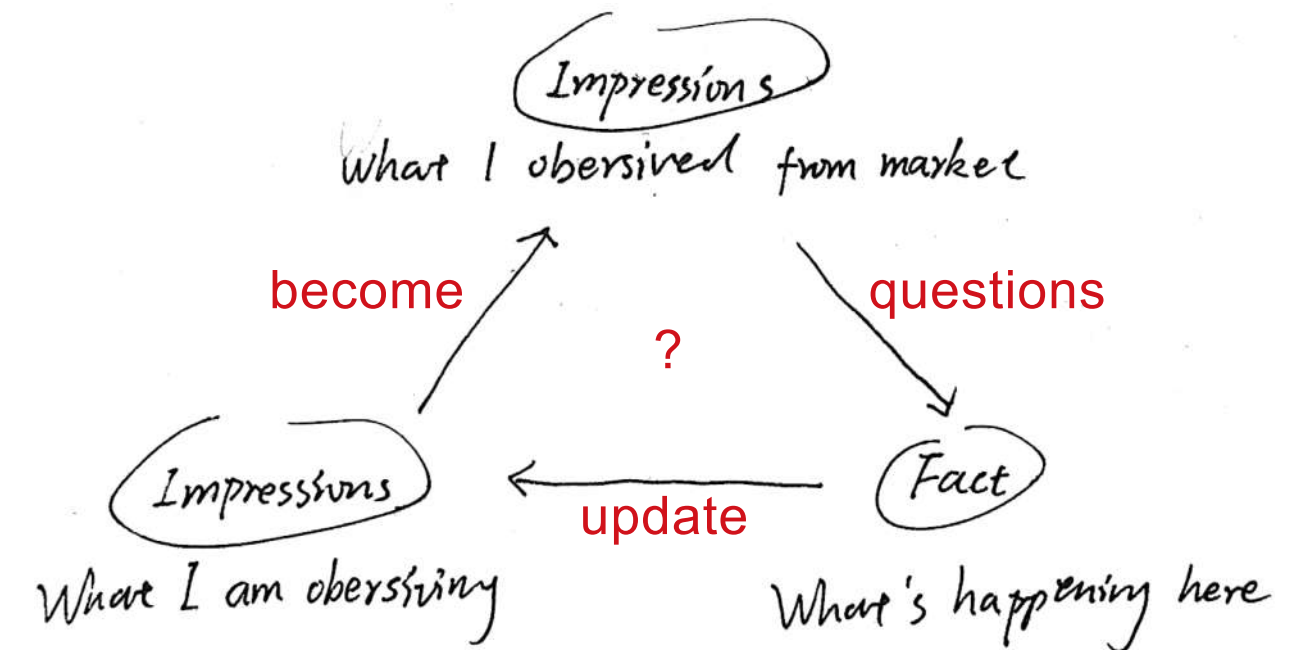 Impressions
What I obersived from market
become
questions
?
Impressions
Fact
update
What I am obersiving
What's happening here